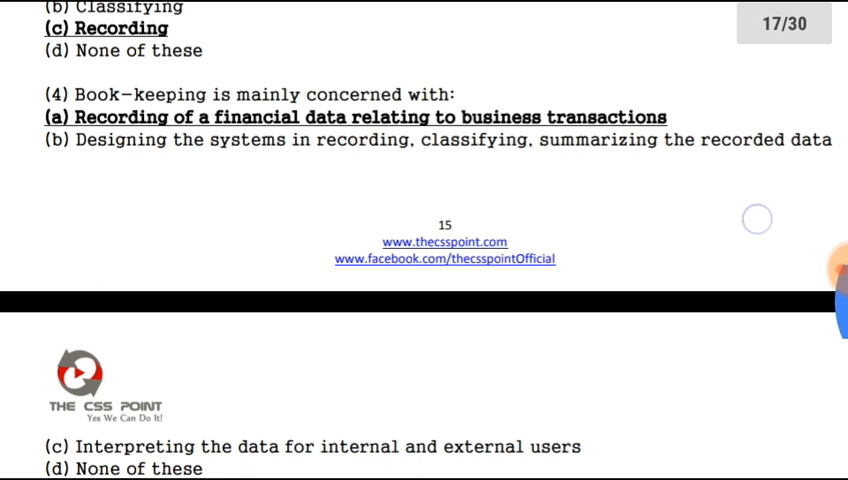 (b) Classifying
(c) Recording
(d) None of these
17/30
(4) Book-keeping is mainly concerned with:
(a) Recording of a financial data relating to business transactions
(b) Designing the systems in recording, classifying, summarizing the recorded data
15
www.thecsspoint.com
www.facebook.com/thecsspointOfficial
THE CSS POINT
Yes We Can Do It!
(c) Interpreting the data for internal and external users
(d) None of these